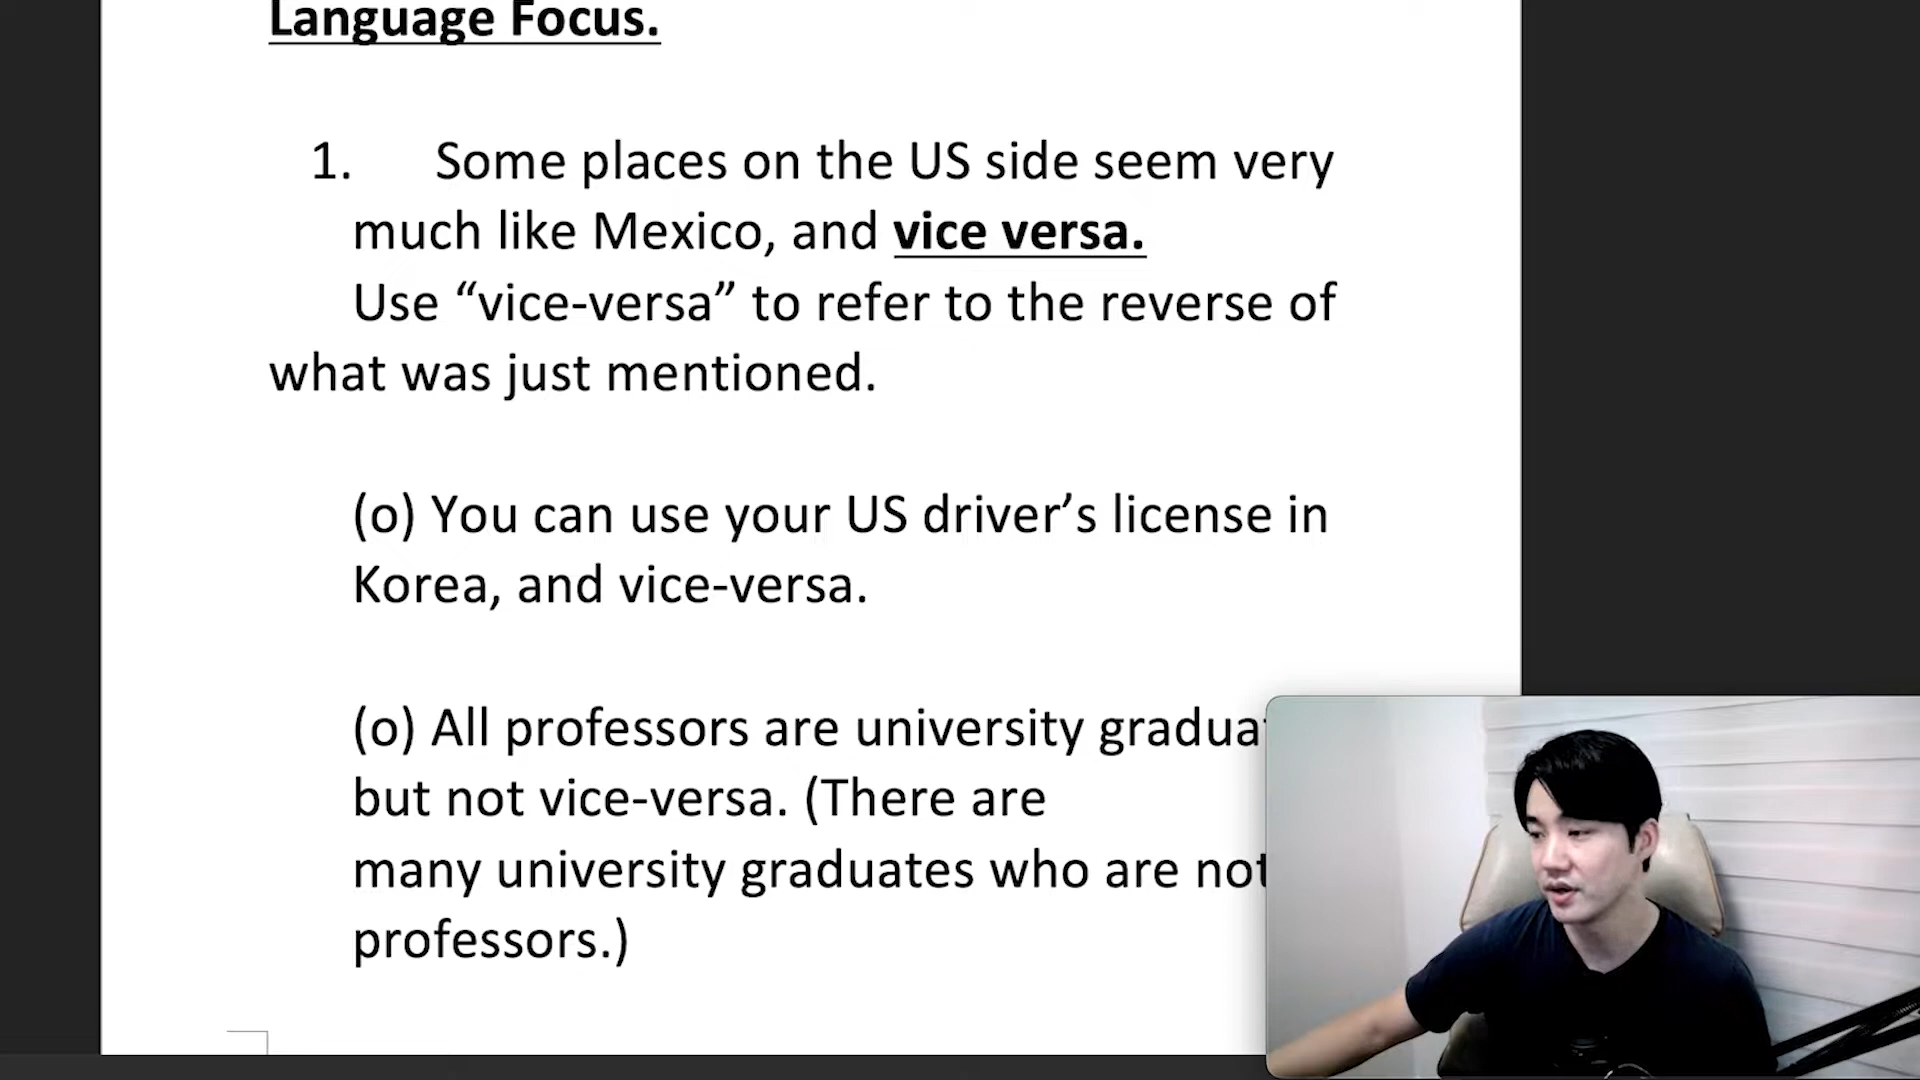 Language Focus.
1. Some places on the US side seem very
much like Mexico, and vice versa.
Use “vice-versa” to refer to the reverse of
what was just mentioned.
(o) You can use your US driver’s license in
Korea, and vice-versa.
(o) All professors are university
but not vice-versa. (There are
many university graduates who are not
professors.)